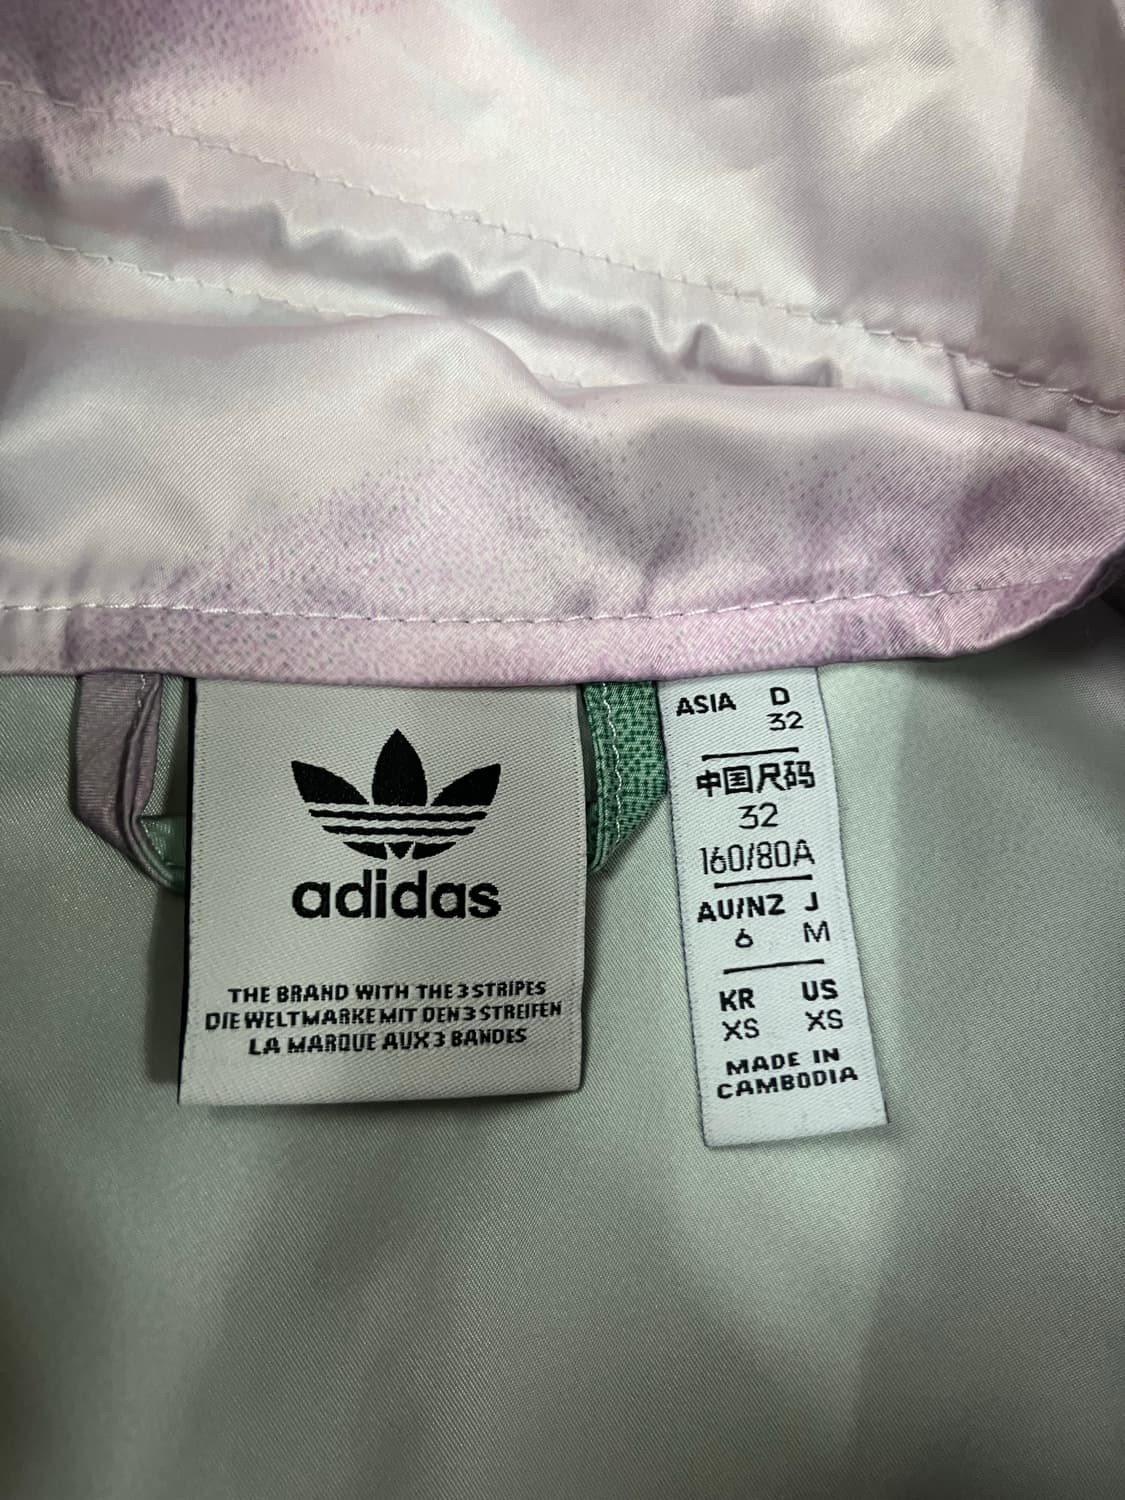 adidas
THE BRAND WITH THE 3 STRIPES
DIE WELTMARKE MIT DEN 3 STREIFEN
LA MARQUE AUX 3 BANDES
ASIA D
32
中国尺码
32
160/80A
AU/NZ J
6 M
KR US
XS XS
MADE IN
CAMBODIA